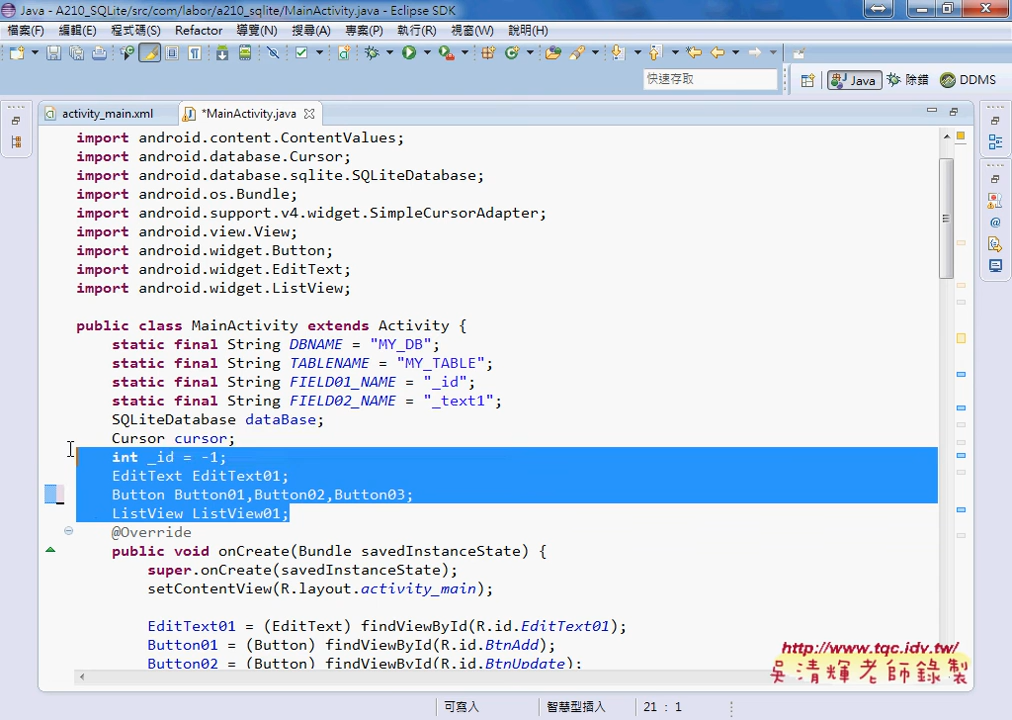 Java - A210_SQLite/src/com/labor/a210_sqlite/MainActivity.java - Eclipse SDK
檔案(F) 編輯(E) 程式碼(S) Refactor 導覽(N) 搜尋(A) 專案(P) 執行(R) 視窗(W) 說明(H)
快速存取
Java 除錯 DDMS
activity_main.xml *MainActivity.java
import android.content.ContentValues;
import android.database.Cursor;
import android.database.sqlite.SQLiteDatabase;
import android.os.Bundle;
import android.support.v4.widget.SimpleCursorAdapter;
import android.view.View;
import android.widget.Button;
import android.widget.EditText;
import android.widget.ListView;
public class MainActivity extends Activity {
static final String DBNAME = "MY_DB";
static final String TABLENAME = "MY_TABLE";
static final String FIELD01_NAME = "_id";
static final String FIELD02_NAME = "_text1";
SQLiteDatabase dataBase;
Cursor cursor;
int _id = -1;
EditText EditText01;
Button Button01,Button02,Button03;
ListView ListView01;
@Override
public void onCreate(Bundle savedInstanceState) {
super.onCreate(savedInstanceState);
setContentView(R.layout.activity_main);
EditText01 = (EditText) findViewById(R.id.EditText01);
Button01 = (Button) findViewById(R.id.BtnAdd);
Button02 = (Button) findViewById(R.id.BtnUpdate);
http://www.tqc.idv.tw/
吳清輝老師錄製
可寫入 智慧型插入 21 : 1